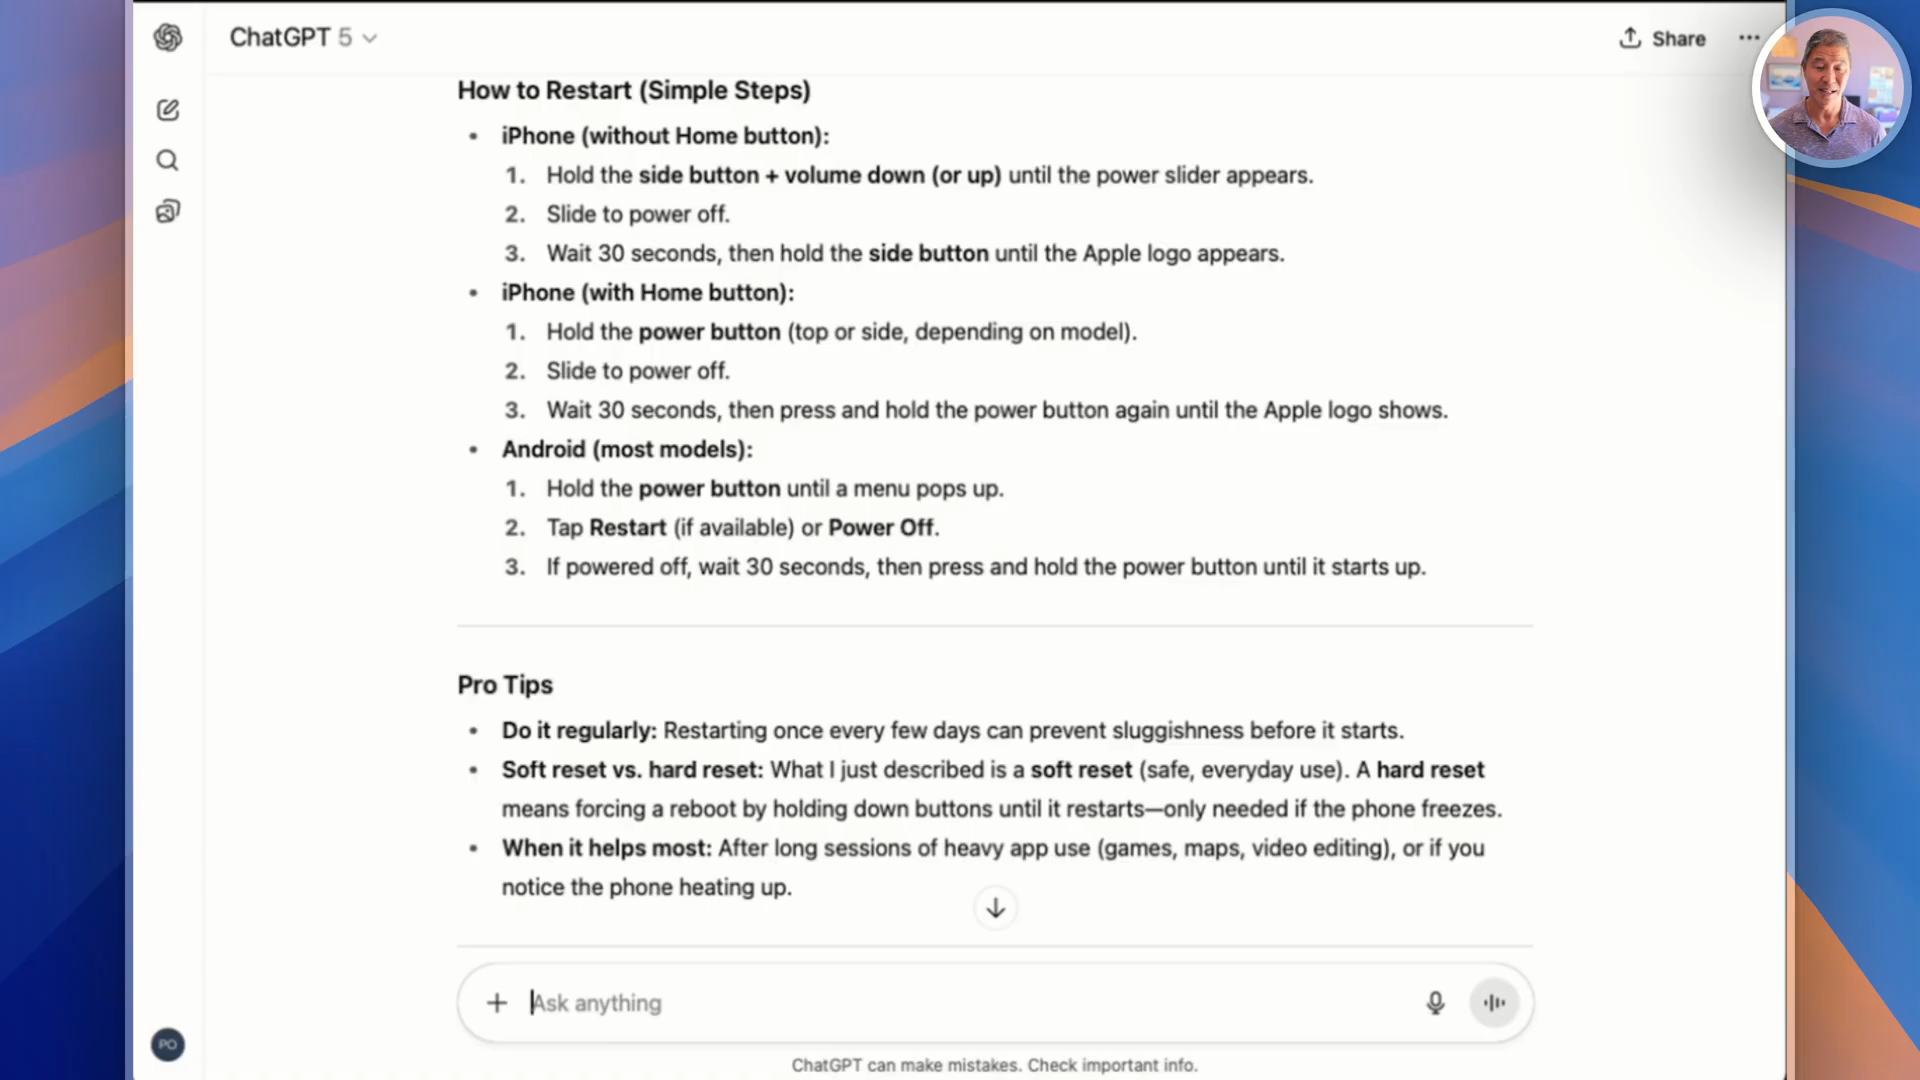 ChatGPT 5
Share
How to Restart (Simple Steps)
• iPhone (without Home button):
1. Hold the side button + volume down (or up) until the power slider appears.
2. Slide to power off.
3. Wait 30 seconds, then hold the side button until the Apple logo appears.
• iPhone (with Home button):
1. Hold the power button (top or side, depending on model).
2. Slide to power off.
3. Wait 30 seconds, then press and hold the power button again until the Apple logo shows.
• Android (most models):
1. Hold the power button until a menu pops up.
2. Tap Restart (if available) or Power Off.
3. If powered off, wait 30 seconds, then press and hold the power button until it starts up.
Pro Tips
• Do it regularly: Restarting once every few days can prevent sluggishness before it starts.
• Soft reset vs. hard reset: What I just described is a soft reset (safe, everyday use). A hard reset
means forcing a reboot by holding down buttons until it restarts—only needed if the phone freezes.
• When it helps most: After long sessions of heavy app use (games, maps, video editing), or if you
notice the phone heating up.
Ask anything
PO
ChatGPT can make mistakes. Check important info.